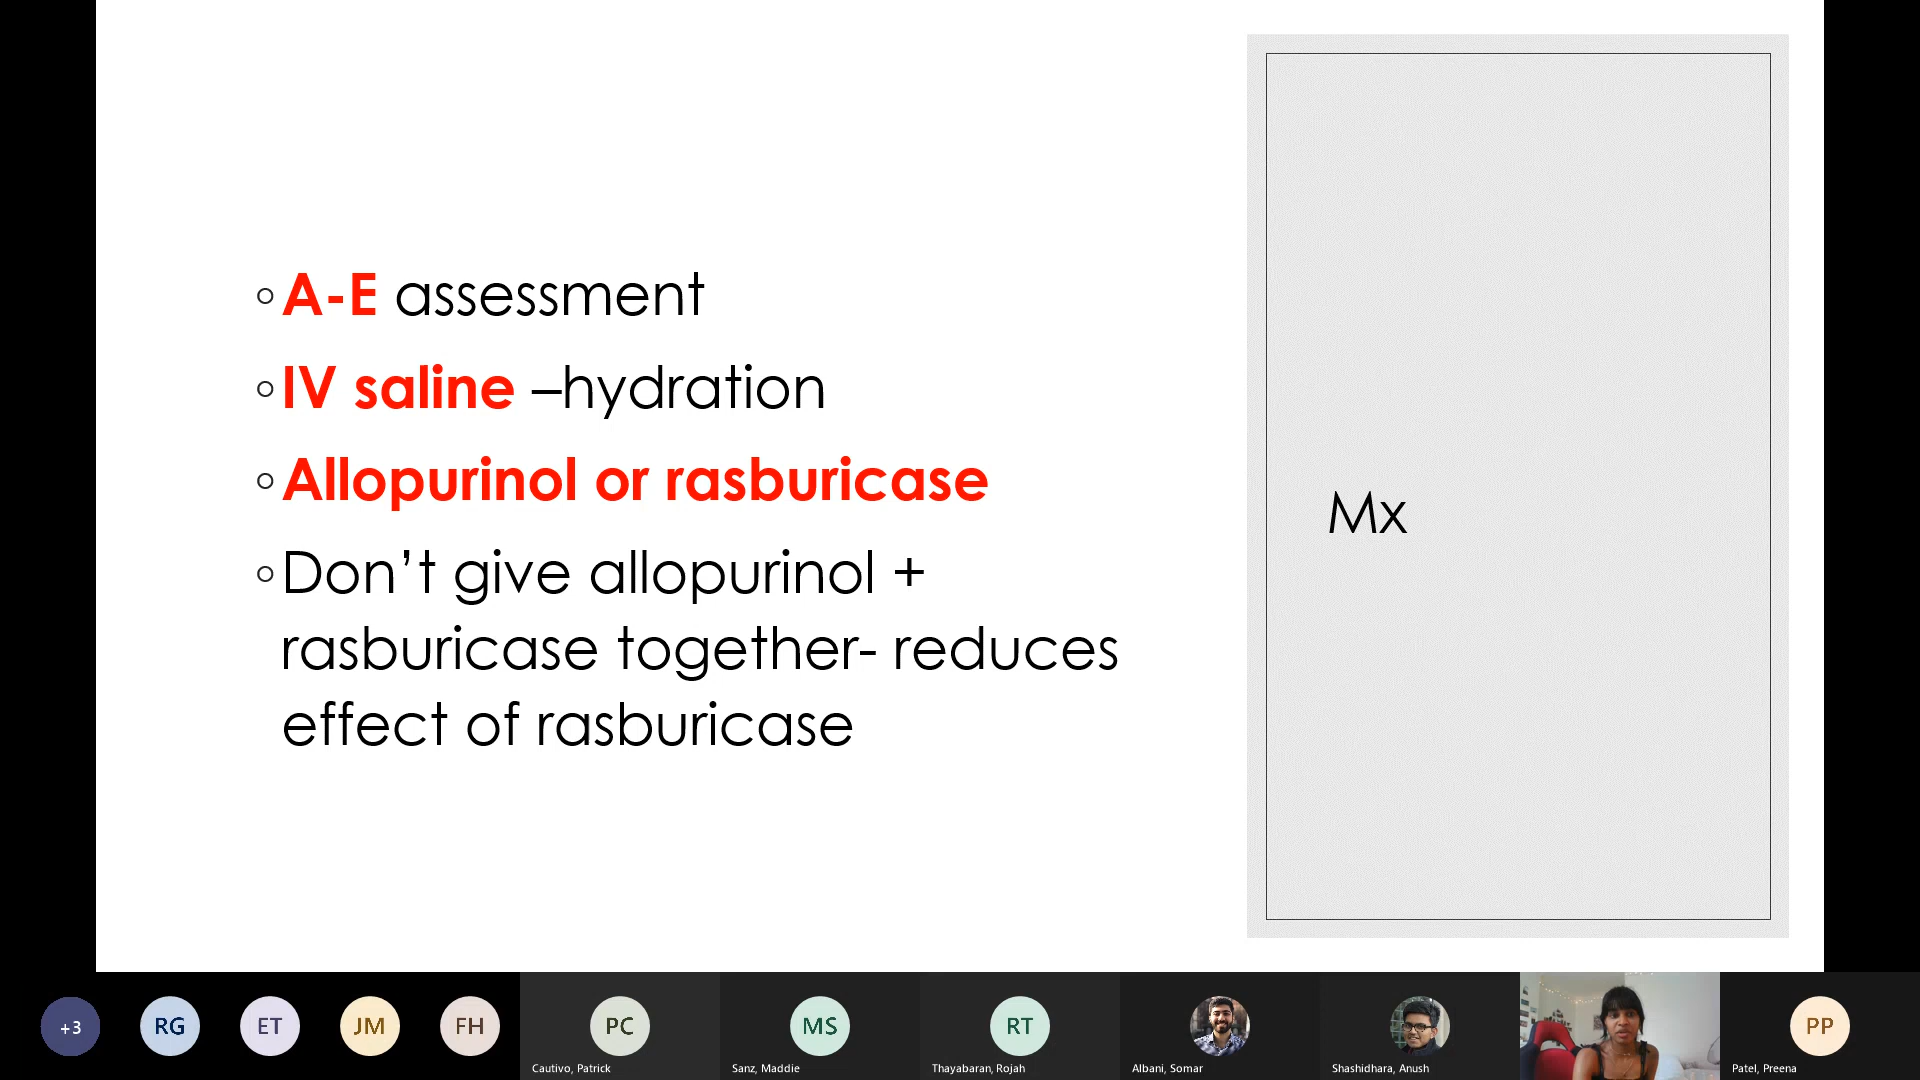 ◦A-E assessment
◦IV saline –hydration
◦Allopurinol or rasburicase
◦Don’t give allopurinol +
rasburicase together- reduces
effect of rasburicase
Mx
+3
RG
ET
JM
FH
PC
MS
RT
PP
Cautivo, Patrick
Sanz, Maddie
Thayabaran, Rojah
Albani, Somar
Shashidhara, Anush
Patel, Preena